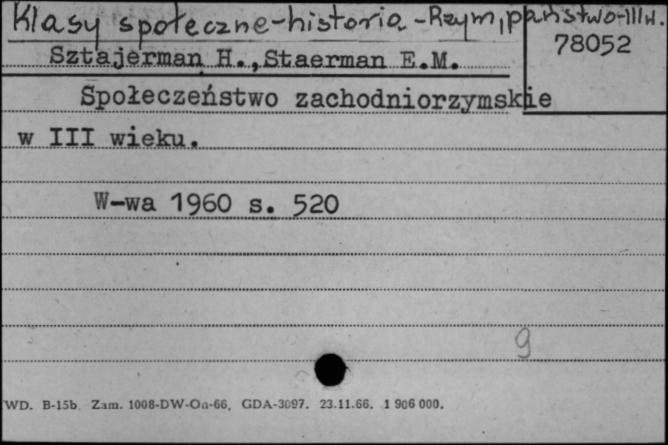 Klasy społeczne-historia-Rzym, państwo-III w.
78052
Sztajerman H.,Staerman E.M.
Społeczeństwo zachodniorzymskie
w III wieku.
W-wa 1960 s. 520
9
WD. B-15b. Zam. 1008-DW-Oa-66. GDA-3097. 23.11.66. 1 906 000.